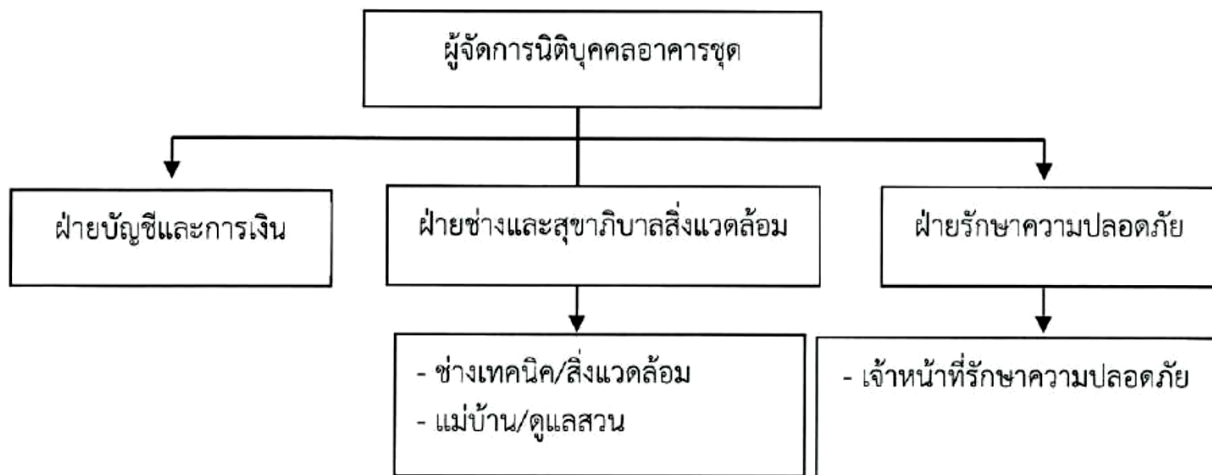 ผู้จัดการนิติบุคคลอาคารชุด
ฝ่ายบัญชีและการเงิน
ฝ่ายช่างและสุขาภิบาลสิ่งแวดล้อม
ฝ่ายรักษาความปลอดภัย
- ช่างเทคนิค/สิ่งแวดล้อม
- แม่บ้าน/ดูแลสวน
- เจ้าหน้าที่รักษาความปลอดภัย